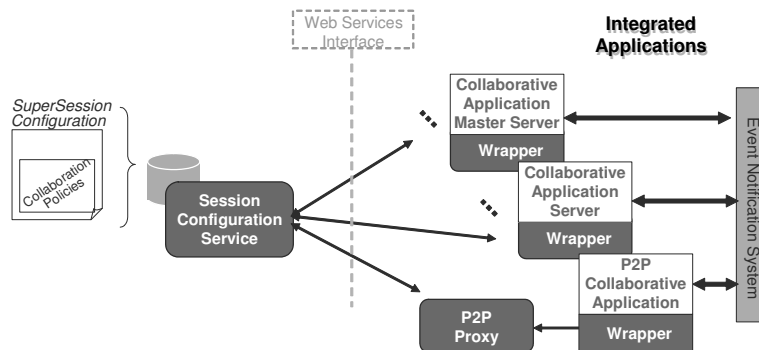 Web Services
Interface
Integrated
Applications
SuperSession
Configuration
Collaboration
Policies
Session
Configuration
Service
Collaborative
Application
Master Server
Wrapper
Collaborative
Application
Server
Wrapper
P2P
Collaborative
Application
Wrapper
P2P
Proxy
Event Notification System